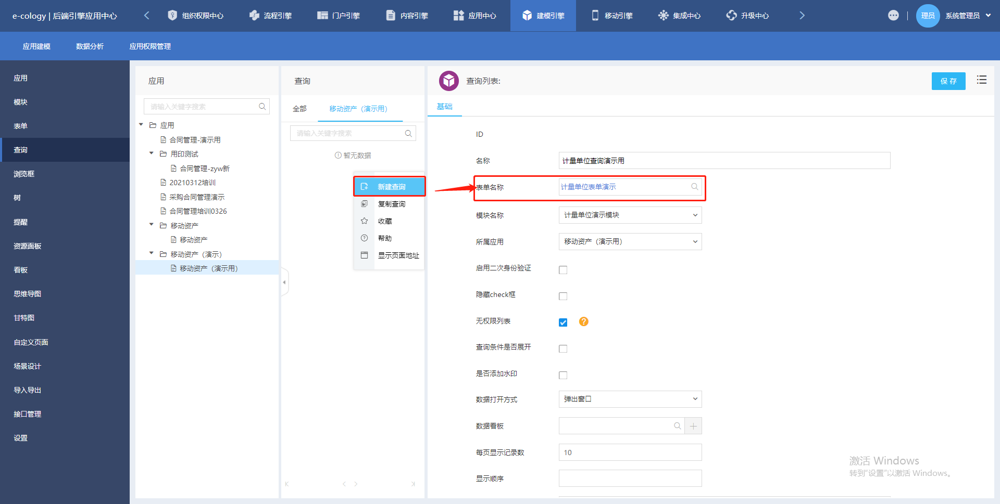 e-cology | 后端引擎应用中心
组织权限中心
流程引擎
门户引擎
内容引擎
应用中心
建模引擎
移动引擎
集成中心
升级中心
理员
系统管理员
应用建模
数据分析
应用权限管理
应用
模块
表单
查询
浏览框
树
提醒
资源面板
看板
思维导图
甘特图
自定义页面
场景设计
导入导出
接口管理
设置
应用
请输入关键字搜索
应用
合同管理-演示用
用印测试
合同管理-zyw新
20210312培训
采购合同管理演示
合同管理培训0326
移动资产
移动资产
移动资产（演示）
移动资产（演示用）
查询
全部
移动资产（演示用）
请输入关键字搜索
暂无数据
新建查询
复制查询
收藏
帮助
显示页面地址
查询列表:
保 存
基础
ID
名称
计量单位查询演示用
表单名称
计量单位表单演示
模块名称
计量单位演示模块
所属应用
移动资产（演示用）
启用二次身份验证
隐藏check框
无权限列表
查询条件是否展开
是否添加水印
数据打开方式
弹出窗口
数据看板
每页显示记录数
10
显示顺序
激活 Windows
转到"设置"以激活 Windows。